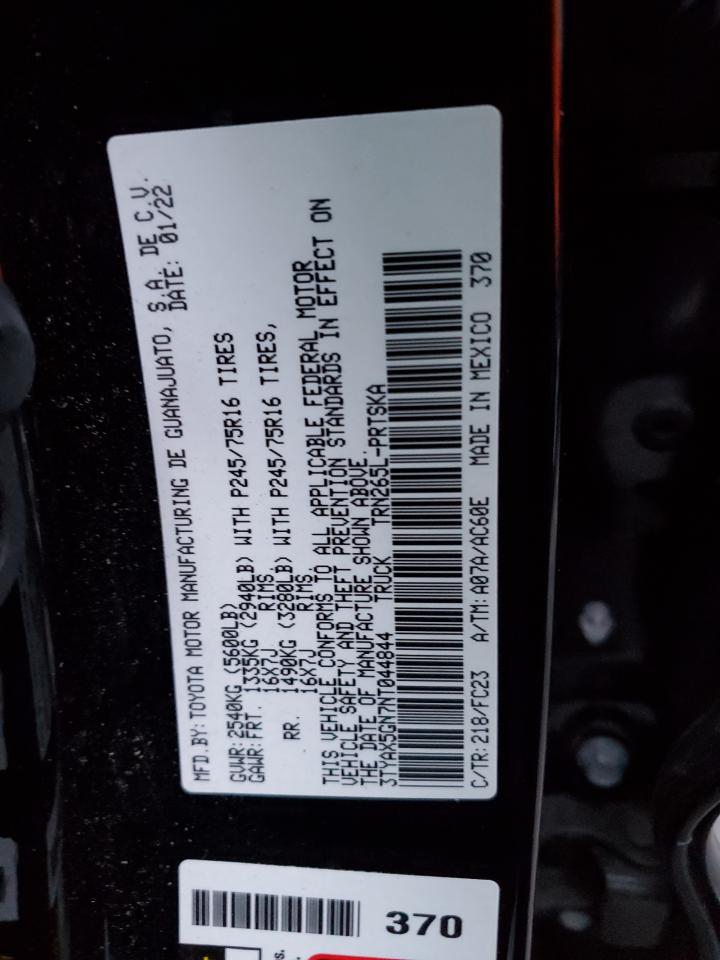 MFD.BY:TOYOTA MOTOR MANUFACTURING DE GUANAJUATO, S.A. DE C.V.
DATE: 01/22
GVWR:2540KG (5600LB)
GAWR:FRT. 1335KG (2940LB) WITH P245/75R16 TIRES
16X7J RIMS
RR. 1490KG (3280LB) WITH P245/75R16 TIRES,
16X7J RIMS.
THIS VEHICLE CONFORMS TO ALL APPLICABLE FEDERAL MOTOR
VEHICLE SAFETY AND THEFT PREVENTION STANDARDS IN EFFECT ON
THE DATE OF MANUFACTURE SHOWN ABOVE.
3TYAX5GN7NT044844 TRUCK TRN265L-PRTSKA
C/TR:218/FC23 A/TM:A07A/AC60E MADE IN MEXICO 370
370
s.